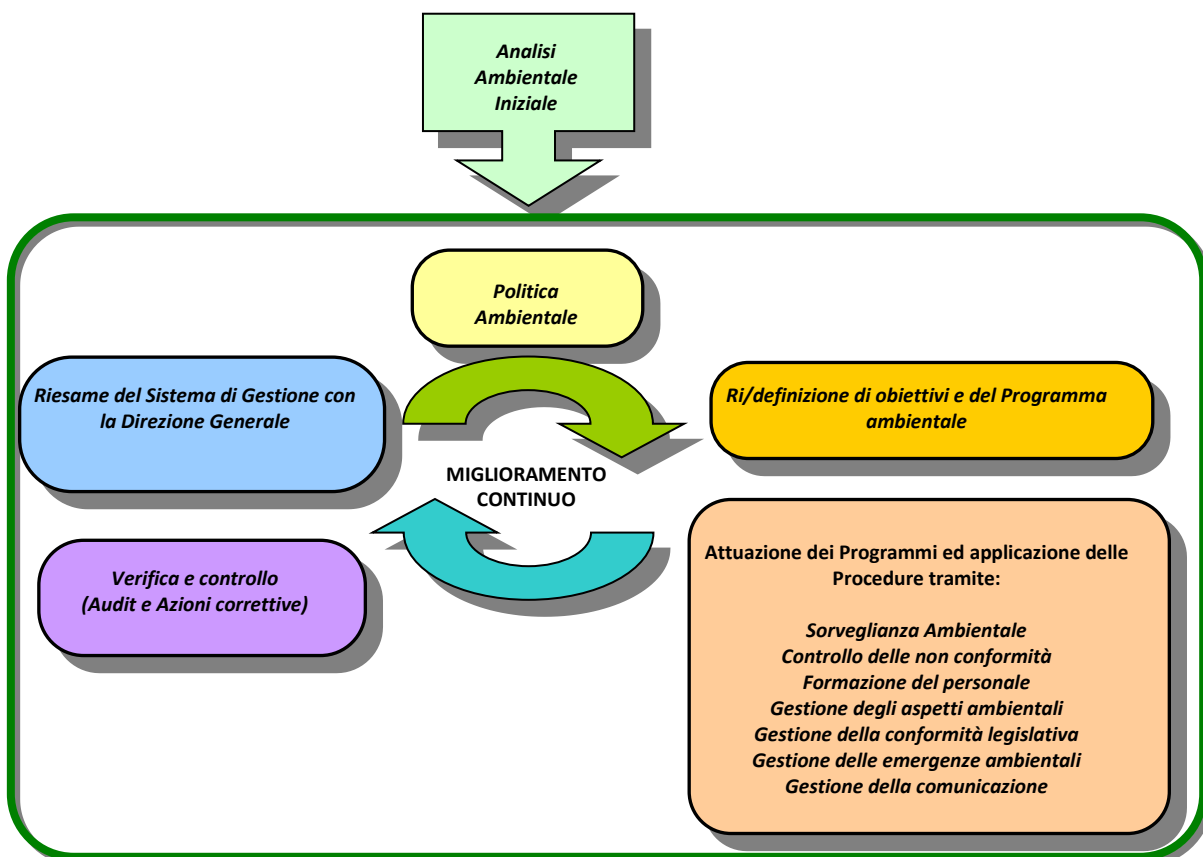 Analisi
Ambientale
Iniziale
Politica
Ambientale
Riesame del Sistema di Gestione con
la Direzione Generale
Ri/definizione di obiettivi e del Programma
ambientale
MIGLIORAMENTO
CONTINUO
Verifica e controllo
(Audit e Azioni correttive)
Attuazione dei Programmi ed applicazione delle
Procedure tramite:
Sorveglianza Ambientale
Controllo delle non conformità
Formazione del personale
Gestione degli aspetti ambientali
Gestione della conformità legislativa
Gestione delle emergenze ambientali
Gestione della comunicazione